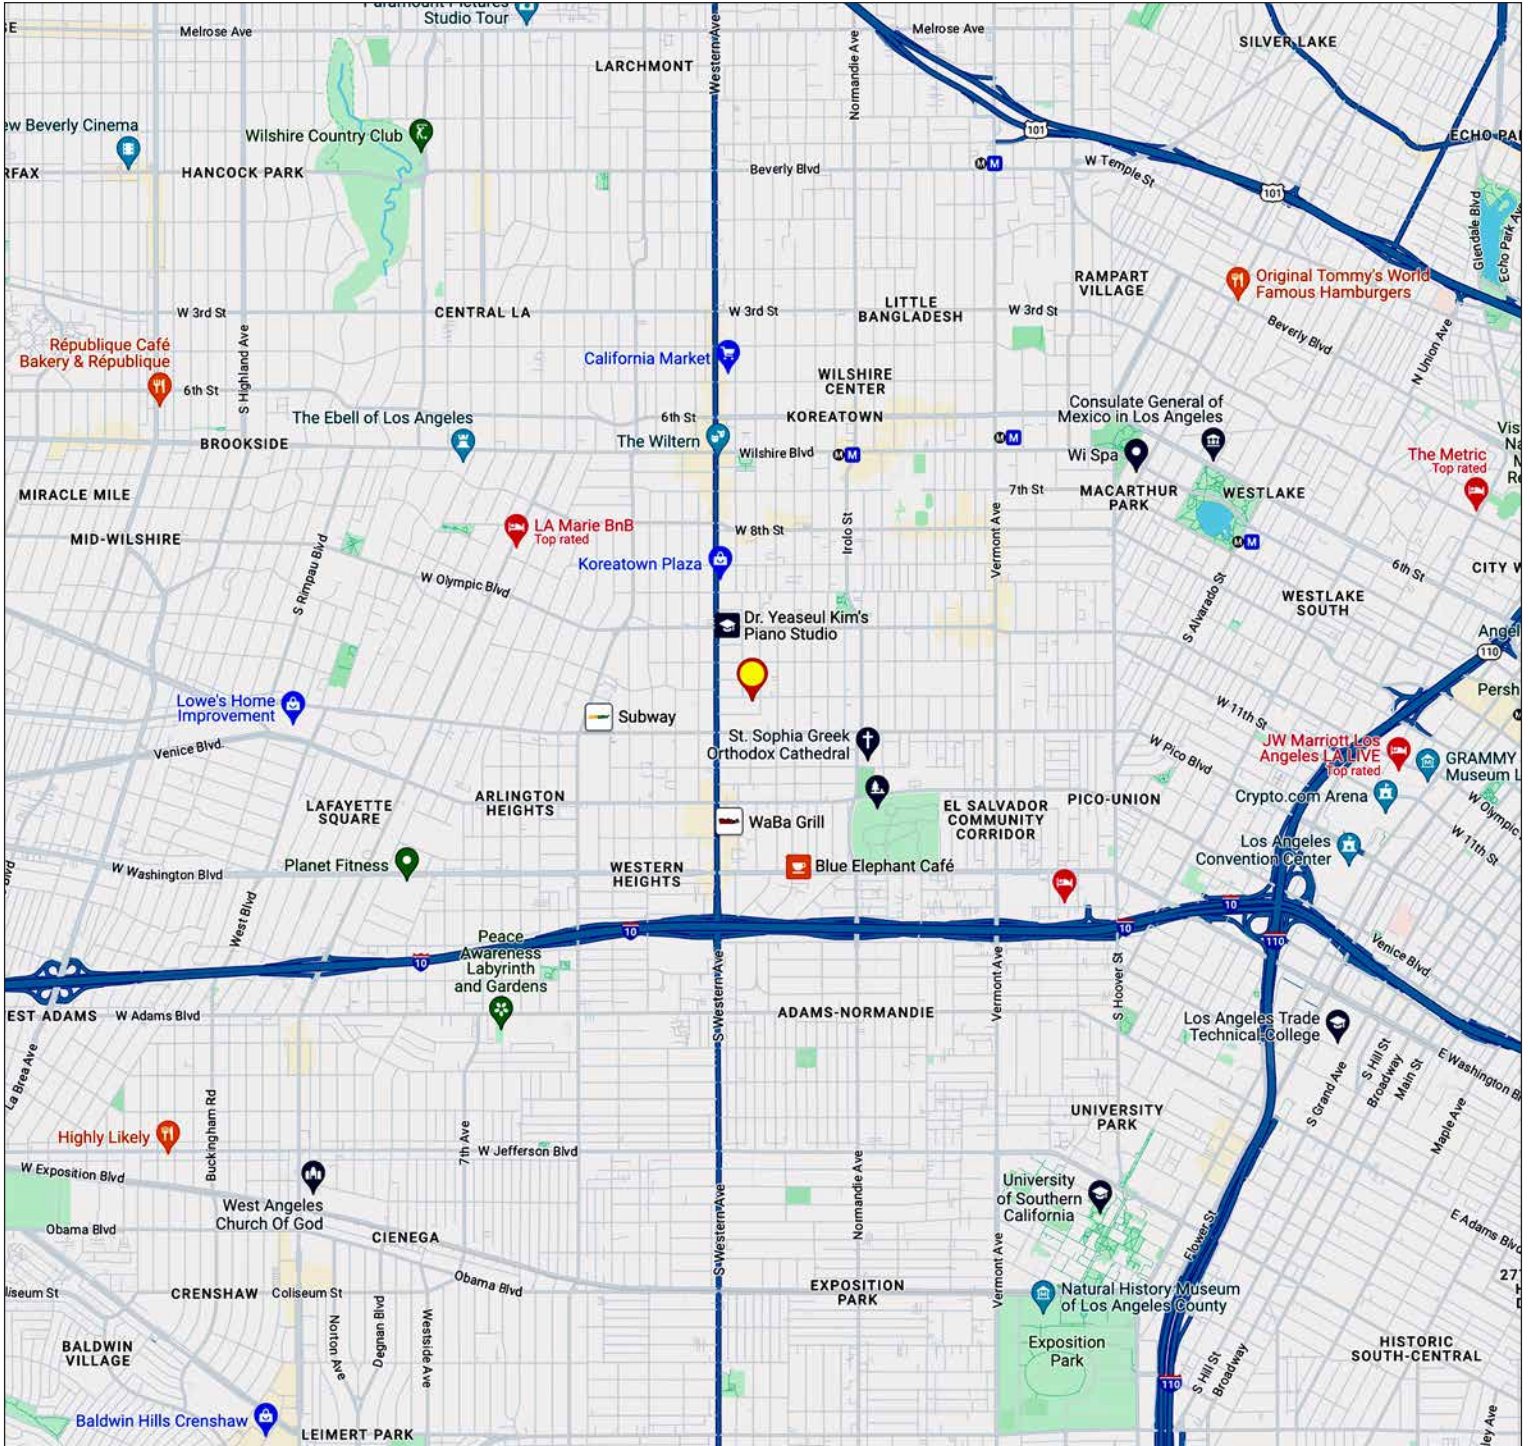 Studio Tour
Melrose Ave
Western Ave
Normandie Ave
Melrose Ave
SILVER LAKE
LARCHMONT
ew Beverly Cinema
Wilshire Country Club
101
ECHO PA
RFAX
HANCOCK PARK
Beverly Blvd
M M
W Temple St
101
Glendale Blvd
Echo Park Av
RAMPART
VILLAGE
Original Tommy's World
Famous Hamburgers
W 3rd St
CENTRAL LA
W 3rd St
LITTLE
BANGLADESH
W 3rd St
Beverly Blvd
N Union Ave
République Café
Bakery & République
S Highland Ave
6th St
California Market
WILSHIRE
CENTER
The Ebell of Los Angeles
6th St
KOREATOWN
Consulate General of
Mexico in Los Angeles
BROOKSIDE
The Wiltern
Wilshire Blvd
M M
M M
Wi Spa
Vis
Na
M
Re
The Metric
Top rated
MIRACLE MILE
7th St
MACARTHUR
PARK
WESTLAKE
MID-WILSHIRE
LA Marie BnB
Top rated
W 8th St
Irolo St
Vermont Ave
M M
S Rimpau Blvd
Koreatown Plaza
W Olympic Blvd
6th St
CITY W
WESTLAKE
SOUTH
S Alvarado St
Dr. Yeaseul Kim's
Piano Studio
Angel
110
Lowe's Home
Improvement
Subway
W 11th St
Persh
Venice Blvd.
St. Sophia Greek
Orthodox Cathedral
W Pico Blvd
JW Marriott Los
Angeles LA LIVE
Top rated
GRAMMY
Museum L
LAFAYETTE
SQUARE
ARLINGTON
HEIGHTS
EL SALVADOR
COMMUNITY
CORRIDOR
PICO-UNION
Crypto.com Arena
W Olympic
WaBa Grill
Los Angeles
Convention Center
W 11th St
Planet Fitness
W Washington Blvd
WESTERN
HEIGHTS
Blue Elephant Café
West Blvd
10
10
10
10
110
Peace
Awareness
Labyrinth
and Gardens
S Western Ave
Vermont Ave
S Hoover St
Venice Blvd
EST ADAMS
W Adams Blvd
ADAMS-NORMANDIE
Los Angeles Trade
Technical College
La Brea Ave
S Grand Ave
S Hill St
Broadway
Main St
E Washington Bl
Maple Ave
Highly Likely
Buckingham Rd
7th Ave
W Jefferson Blvd
UNIVERSITY
PARK
W Exposition Blvd
West Angeles
Church Of God
S Western Ave
Normandie Ave
University
of Southern
California
Obama Blvd
CIENEGA
Vermont Ave
Flower St
E Adams Blvd
Obama Blvd
liseum St
CRENSHAW
Coliseum St
EXPOSITION
PARK
Natural History Museum
of Los Angeles County
27
BALDWIN
VILLAGE
Norton Ave
Degnan Blvd
Westside Ave
Exposition
Park
HISTORIC
SOUTH-CENTRAL
110
S Hill St
Broadway
Baldwin Hills Crenshaw
LEIMERT PARK
ey Ave